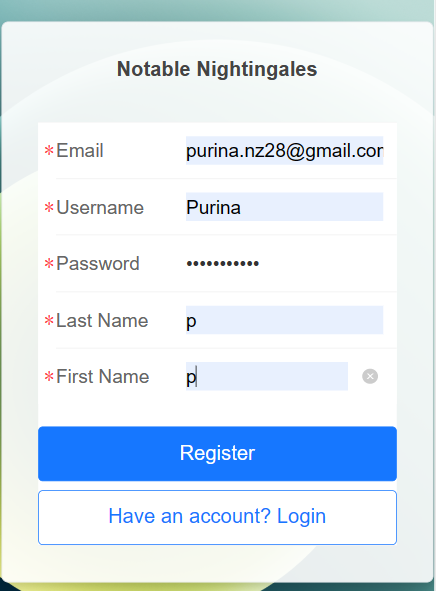 Notable Nightingales
*Email purina.nz28@gmail.cor
*Username Purina
*Password •••••••••••
*Last Name p
*First Name p
Register
Have an account? Login